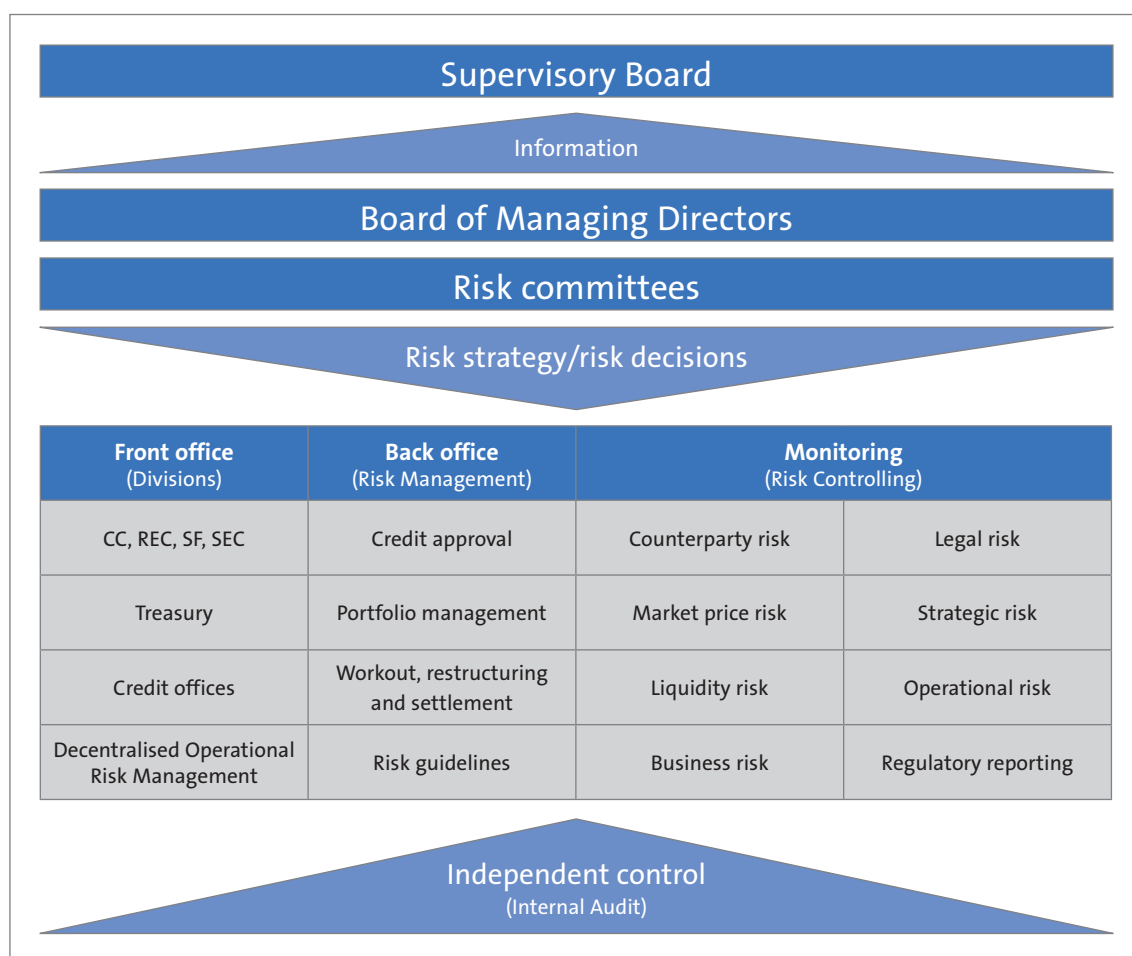 Supervisory Board
Information
Board of Managing Directors
Risk committees
Risk strategy/risk decisions
Front office
(Divisions)
Back office
(Risk Management)
Monitoring
(Risk Controlling)
CC, REC, SF, SEC
Credit approval
Counterparty risk
Legal risk
Treasury
Portfolio management
Market price risk
Strategic risk
Credit offices
Workout, restructuring
and settlement
Liquidity risk
Operational risk
Decentralised Operational
Risk Management
Risk guidelines
Business risk
Regulatory reporting
Independent control
(Internal Audit)